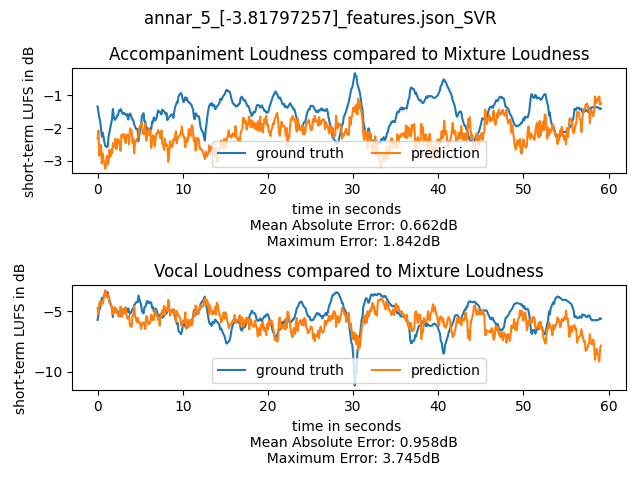 annar_5_[-3.81797257]_features.json_SVR
Accompaniment Loudness compared to Mixture Loudness
short-term LUFS in dB
−1
−2
−3
ground truth
prediction
0
10
20
30
40
50
60
time in seconds
Mean Absolute Error: 0.662dB
Maximum Error: 1.842dB
Vocal Loudness compared to Mixture Loudness
short-term LUFS in dB
−5
−10
ground truth
prediction
0
10
20
30
40
50
60
time in seconds
Mean Absolute Error: 0.958dB
Maximum Error: 3.745dB